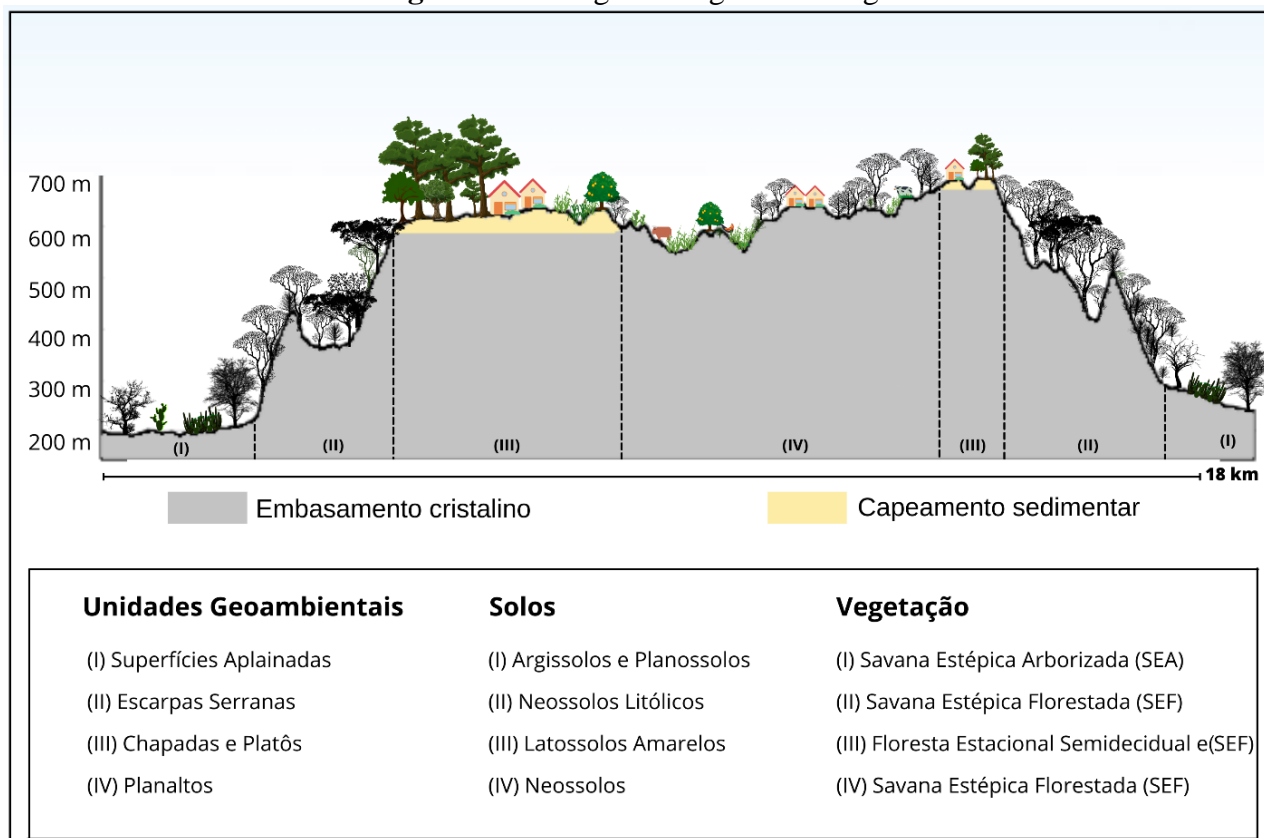 700 m
600 m
500 m
400 m
300 m
200 m
(I) (II) (III) (IV) (III) (II) (I)
18 km
Embasamento cristalino Capeamento sedimentar
Unidades Geoambientais Solos Vegetação
(I) Superfícies Aplainadas (I) Argissolos e Planossolos (I) Savana Estépica Arborizada (SEA)
(II) Escarpas Serranas (II) Neossolos Litólicos (II) Savana Estépica Florestada (SEF)
(III) Chapadas e Platôs (III) Latossolos Amarelos (III) Floresta Estacional Semidecidual e(SEF)
(IV) Planaltos (IV) Neossolos (IV) Savana Estépica Florestada (SEF)